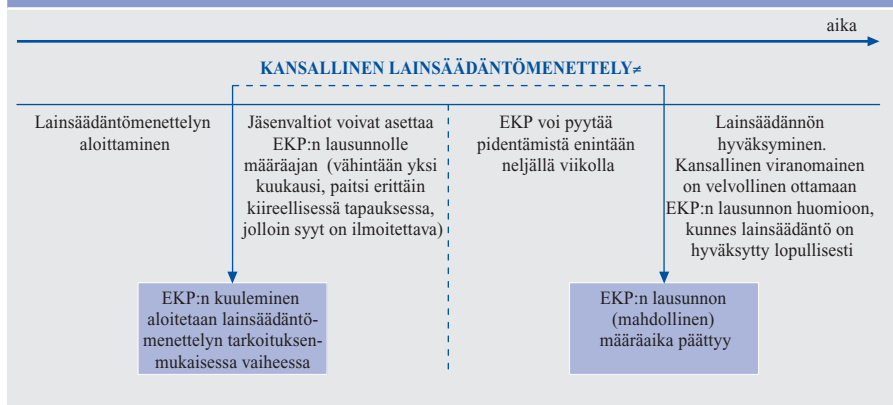 aika
KANSALLINEN LAINSÄÄDÄNTÖMENETTELY≠
Lainsäädäntömenettelyn
aloittaminen
Jäsenvaltiot voivat asettaa
EKP:n lausunnolle
määräajan (vähintään yksi
kuukausi, paitsi erittäin
kiireellisessä tapauksessa,
jolloin syyt on ilmoitettava)
EKP voi pyytää
pidentämistä enintään
neljällä viikolla
Lainsäädännön
hyväksyminen.
Kansallinen viranomainen
on velvollinen ottamaan
EKP:n lausunnon huomioon,
kunnes lainsäädäntö on
hyväksytty lopullisesti
EKP:n kuuleminen
aloitetaan lainsäädäntö-
menettelyn tarkoituksen-
mukaisessa vaiheessa
EKP:n lausunnon
(mahdollinen)
määräaika päättyy